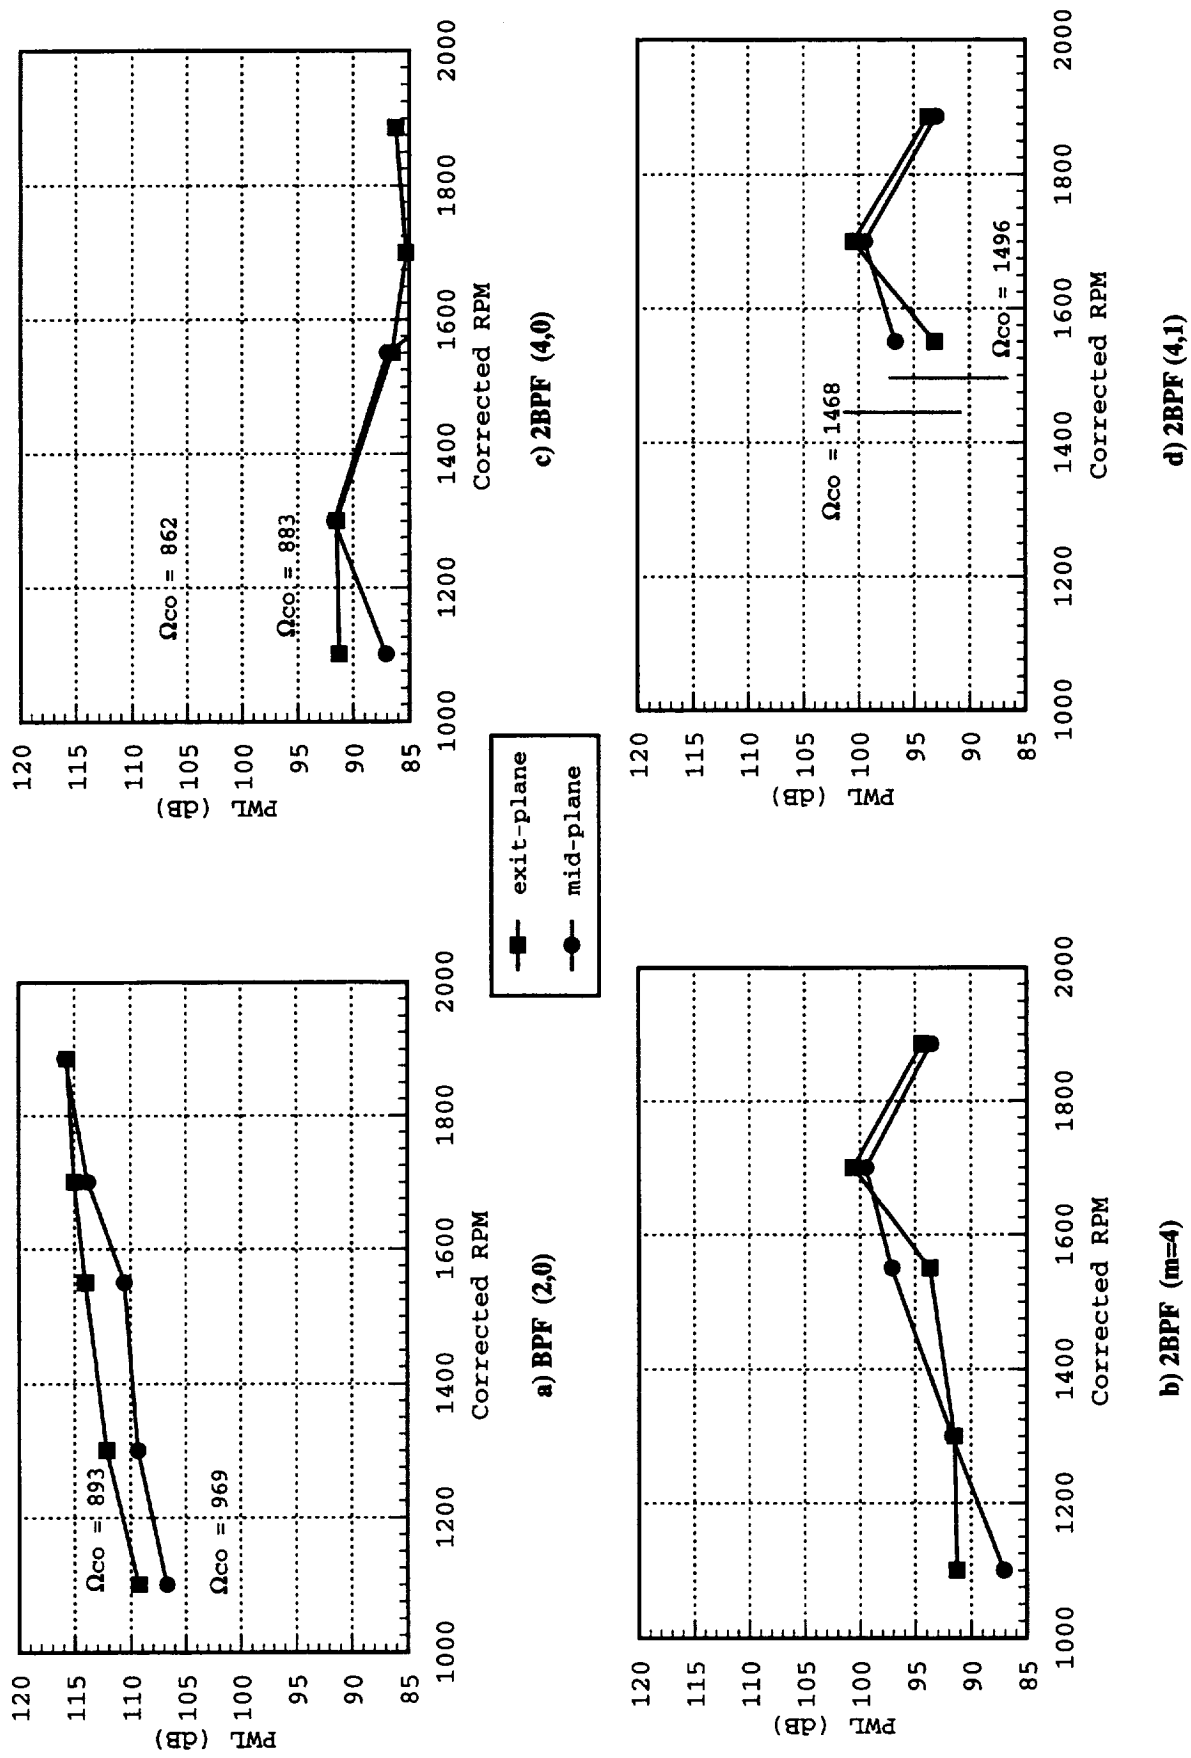 120
115
110
105
100
95
90
85
PWL
(dB)
Ωco = 893
Ωco = 969
1000
1200
1400
1600
1800
2000
Corrected RPM
a) BPF (2,0)
120
115
110
105
100
95
90
85
PWL
(dB)
Ωco = 862
Ωco = 883
1000
1200
1400
1600
1800
2000
Corrected RPM
c) 2BPF (4,0)
exit-plane
mid-plane
120
115
110
105
100
95
90
85
PWL
(dB)
1000
1200
1400
1600
1800
2000
Corrected RPM
b) 2BPF (m=4)
120
115
110
105
100
95
90
85
PWL
(dB)
Ωco = 1468
Ωco = 1496
1000
1200
1400
1600
1800
2000
Corrected RPM
d) 2BPF (4,1)